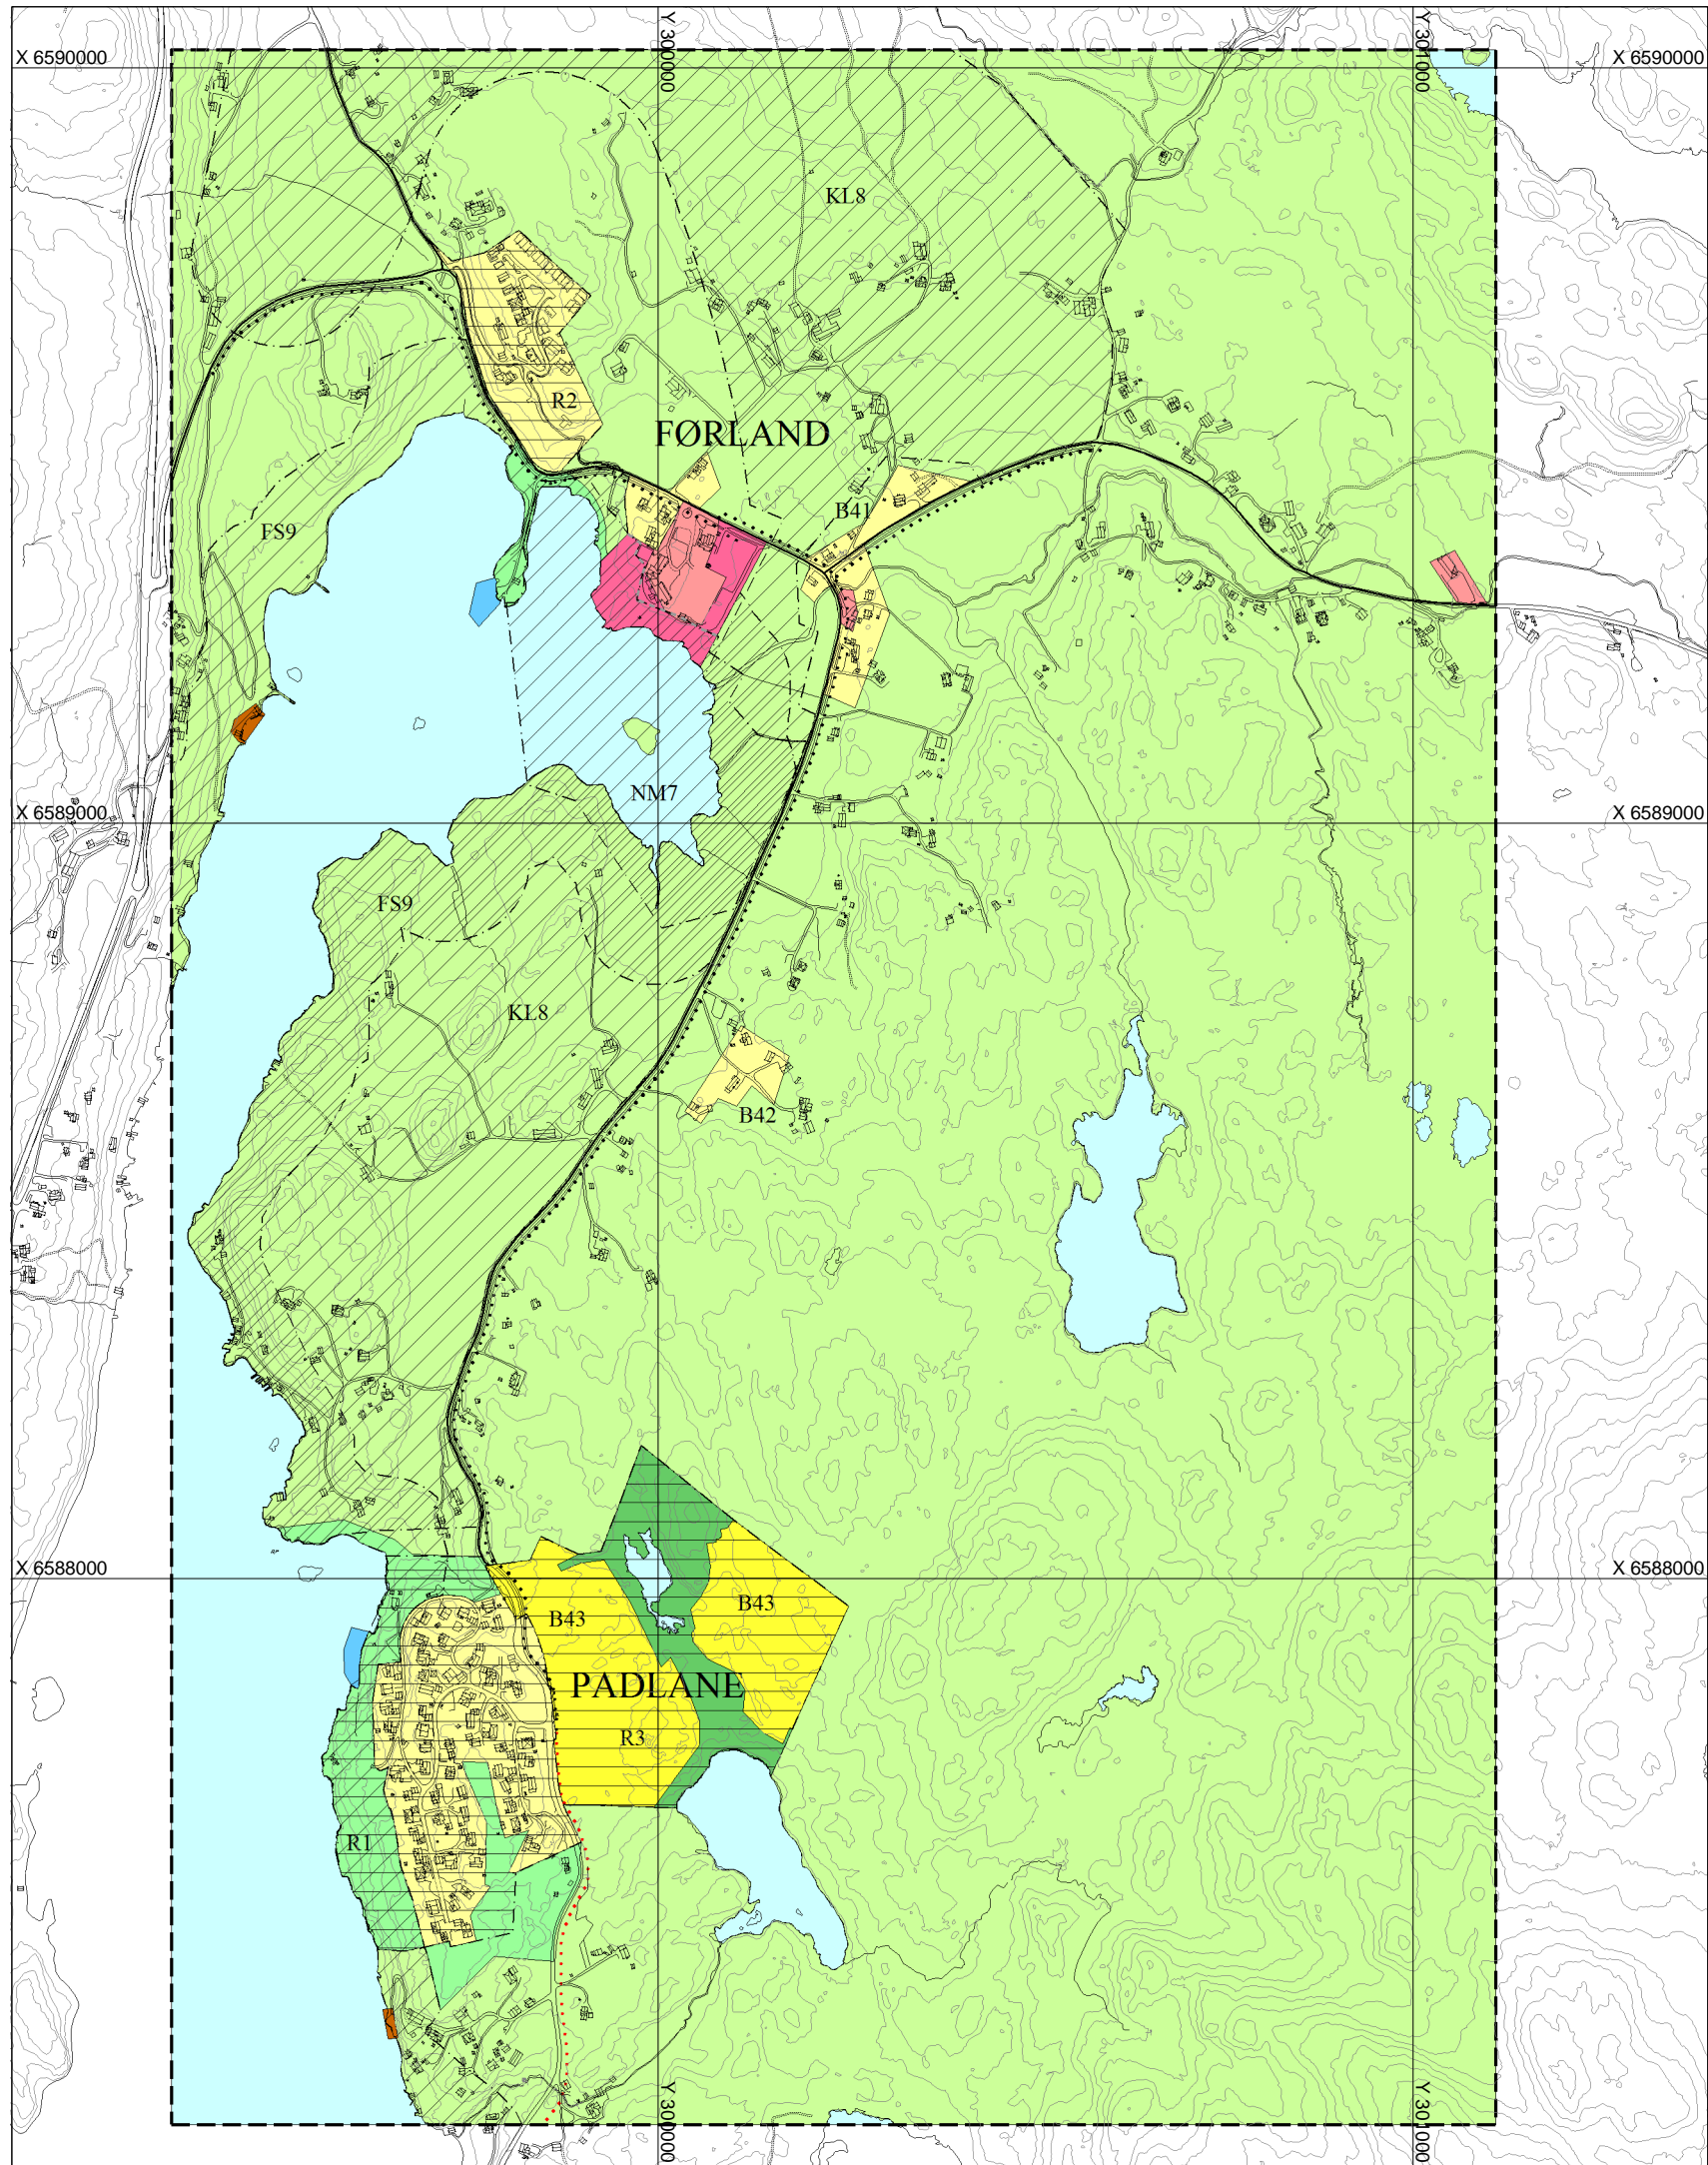 Y 300000
Y 301000
X 6590000
X 6590000
KL8
R2
FØRLAND
B41
FS9
NM7
X 6589000
X 6589000
FS9
KL8
B42
X 6588000
X 6588000
B43
B43
PADLANE
R3
R1
Y 300000
Y 301000